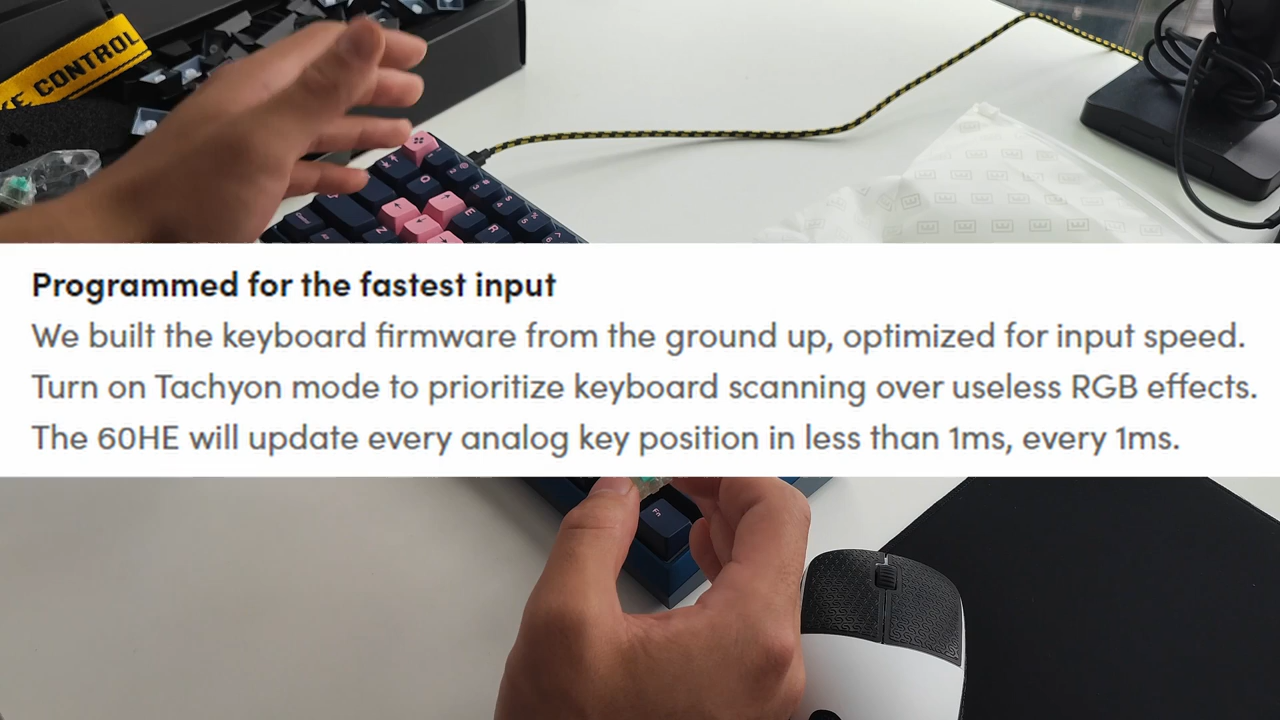 KE CONTROL
Programmed for the fastest input
We built the keyboard firmware from the ground up, optimized for input speed.
Turn on Tachyon mode to prioritize keyboard scanning over useless RGB effects.
The 60HE will update every analog key position in less than 1ms, every 1ms.
Fn